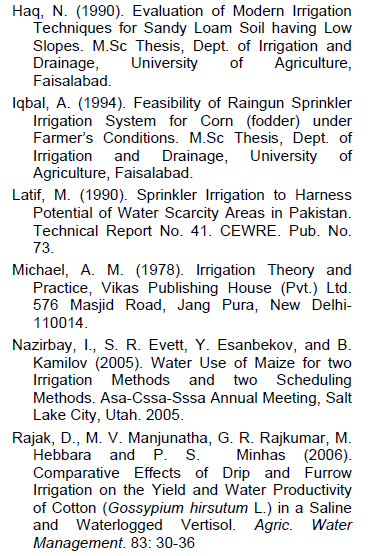 Haq, N. (1990). Evaluation of Modern Irrigation
Techniques for Sandy Loam Soil having Low
Slopes. M.Sc Thesis, Dept. of Irrigation and
Drainage, University of Agriculture,
Faisalabad.
Iqbal, A. (1994). Feasibility of Raingun Sprinkler
Irrigation System for Corn (fodder) under
Farmer's Conditions. M.Sc Thesis, Dept. of
Irrigation and Drainage, University of
Agriculture, Faisalabad.
Latif, M. (1990). Sprinkler Irrigation to Harness
Potential of Water Scarcity Areas in Pakistan.
Technical Report No. 41. CEWRE. Pub. No.
73.
Michael, A. M. (1978). Irrigation Theory and
Practice, Vikas Publishing House (Pvt.) Ltd.
576 Masjid Road, Jang Pura, New Delhi-
110014.
Nazirbay, I., S. R. Evett, Y. Esanbekov, and B.
Kamilov (2005). Water Use of Maize for two
Irrigation Methods and two Scheduling
Methods. Asa-Cssa-Sssa Annual Meeting, Salt
Lake City, Utah. 2005.
Rajak, D., M. V. Manjunatha, G. R. Rajkumar, M.
Hebbara and P. S. Minhas (2006).
Comparative Effects of Drip and Furrow
Irrigation on the Yield and Water Productivity
of Cotton (Gossypium hirsutum L.) in a Saline
and Waterlogged Vertisol. Agric. Water
Management. 83: 30-36